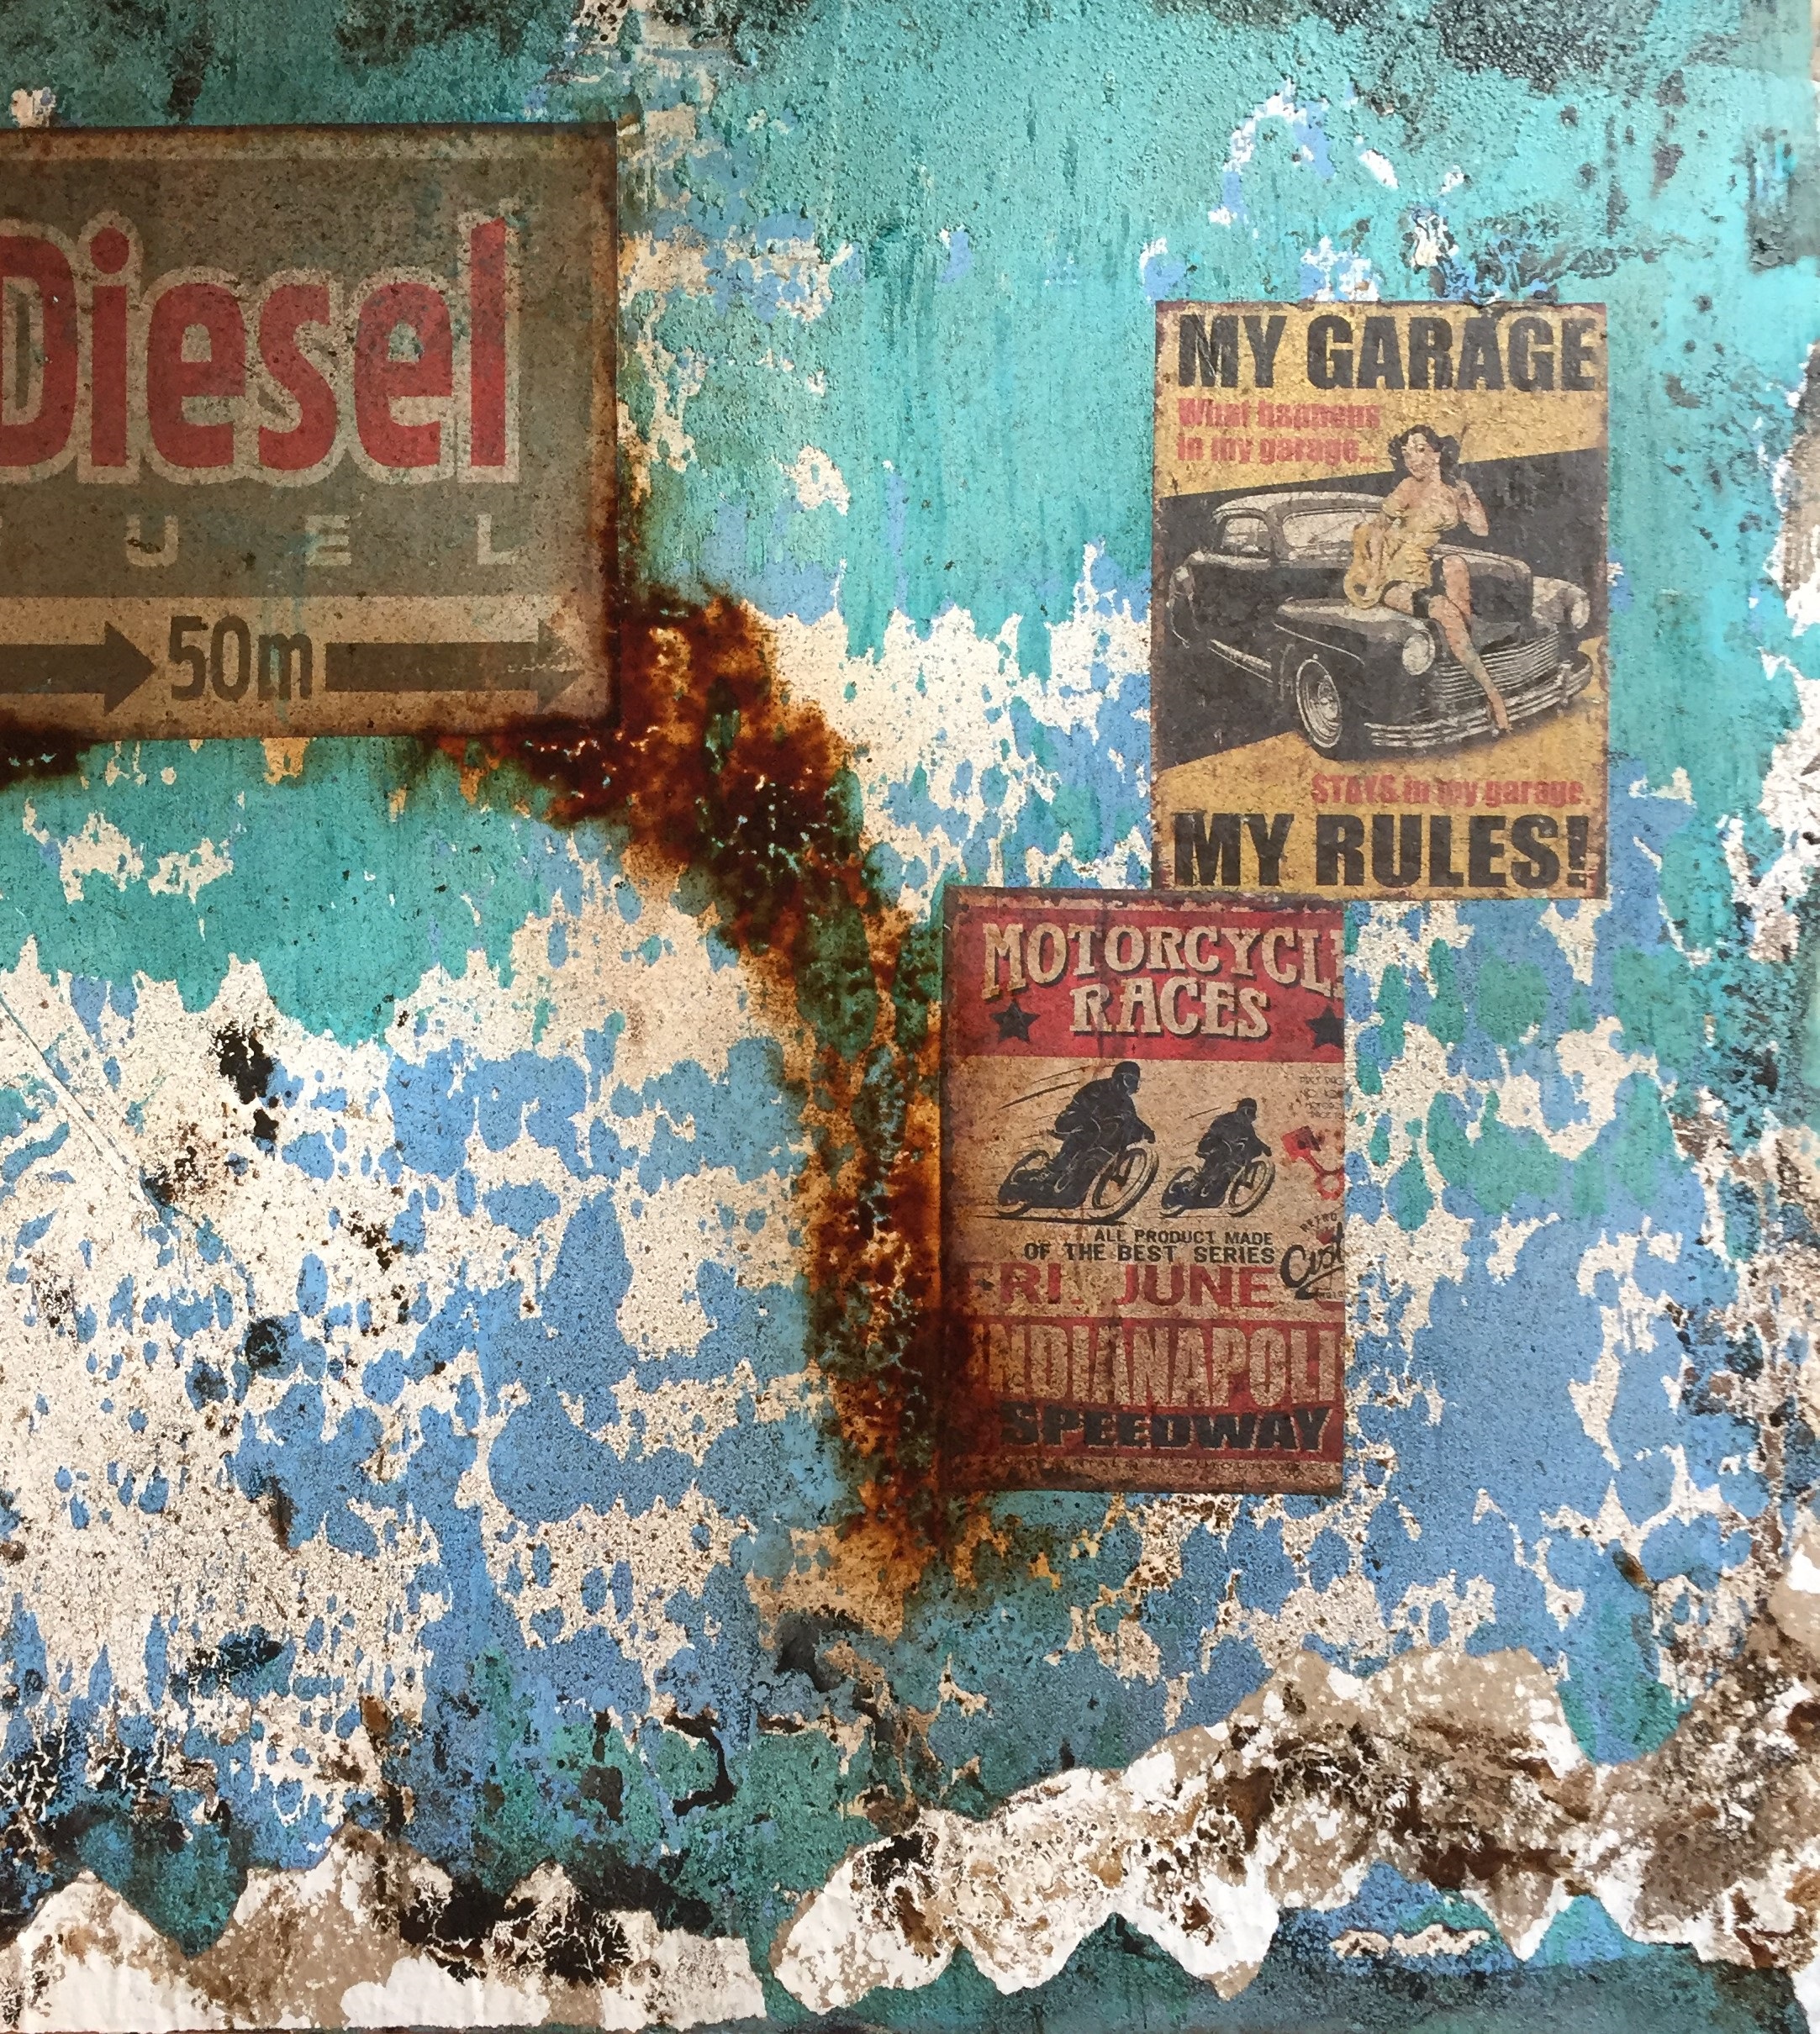 Diesel
UEL
50m
MY GARAGE
What happens
in my garage...
STAYS in my garage.
MY RULES!
MOTORCYCL
RACES
ALL PRODUCT MADE
OF THE BEST SERIES
FRI. JUNE
INDIANAPOLI
SPEEDWAY